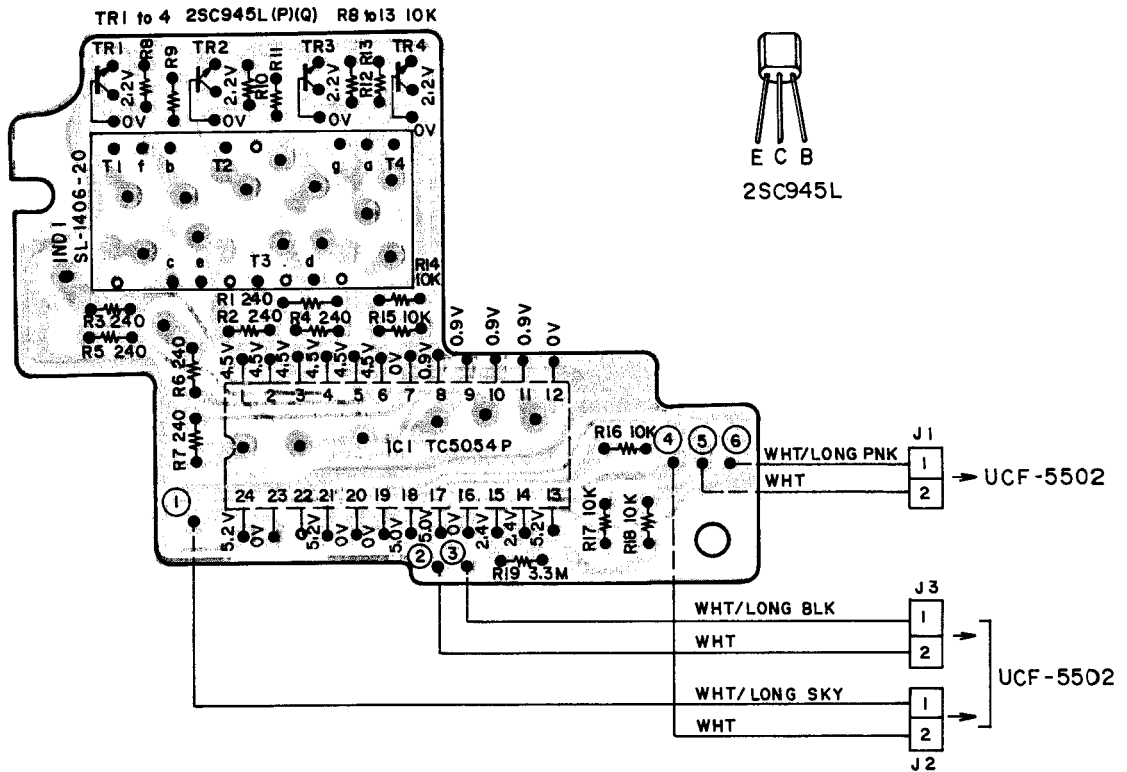 TR1 to 4 2SC945L (P)(Q) R8 to 13 10K
TR1 R8 R9 TR2 R10 R11 TR3 R12 R13 TR4
2.2V 2.2V 2.2V 2.2V
0V 0V 0V 0V
E C B
2SC945L
T1 f b T2 g a T4
IND 1
SL-1406-20
c e T3 d
R14
10K
R1 240
R3 240 R2 240 R4 240 R15 10K
R5 240
R6 240
R7 240
4.5V 4.5V 4.5V 4.5V 4.5V 4.5V 0V 0.9V 0.9V 0.9V 0.9V 0V
1 2 3 4 5 6 7 8 9 10 11 12
IC1 TC5054P
R16 10K 4 5 6
24 23 22 21 20 19 18 17 16 15 14 13
5.2V 0V 5.2V 0V 0V 5.0V 5.0V 0V 2.4V 2.4V 5.2V
1
2 3
R17 10K
R18 10K
R19 3.3M
J1
WHT/LONG PNK 1
WHT 2
UCF-5502
J3
WHT/LONG BLK 1
WHT 2
UCF-5502
WHT/LONG SKY 1
WHT 2
J2